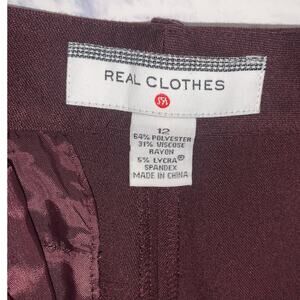 REAL CLOTHES
12
64% POLYESTER
31% VISCOSE
RAYON
5% LYCRA®
SPANDEX
MADE IN CHINA